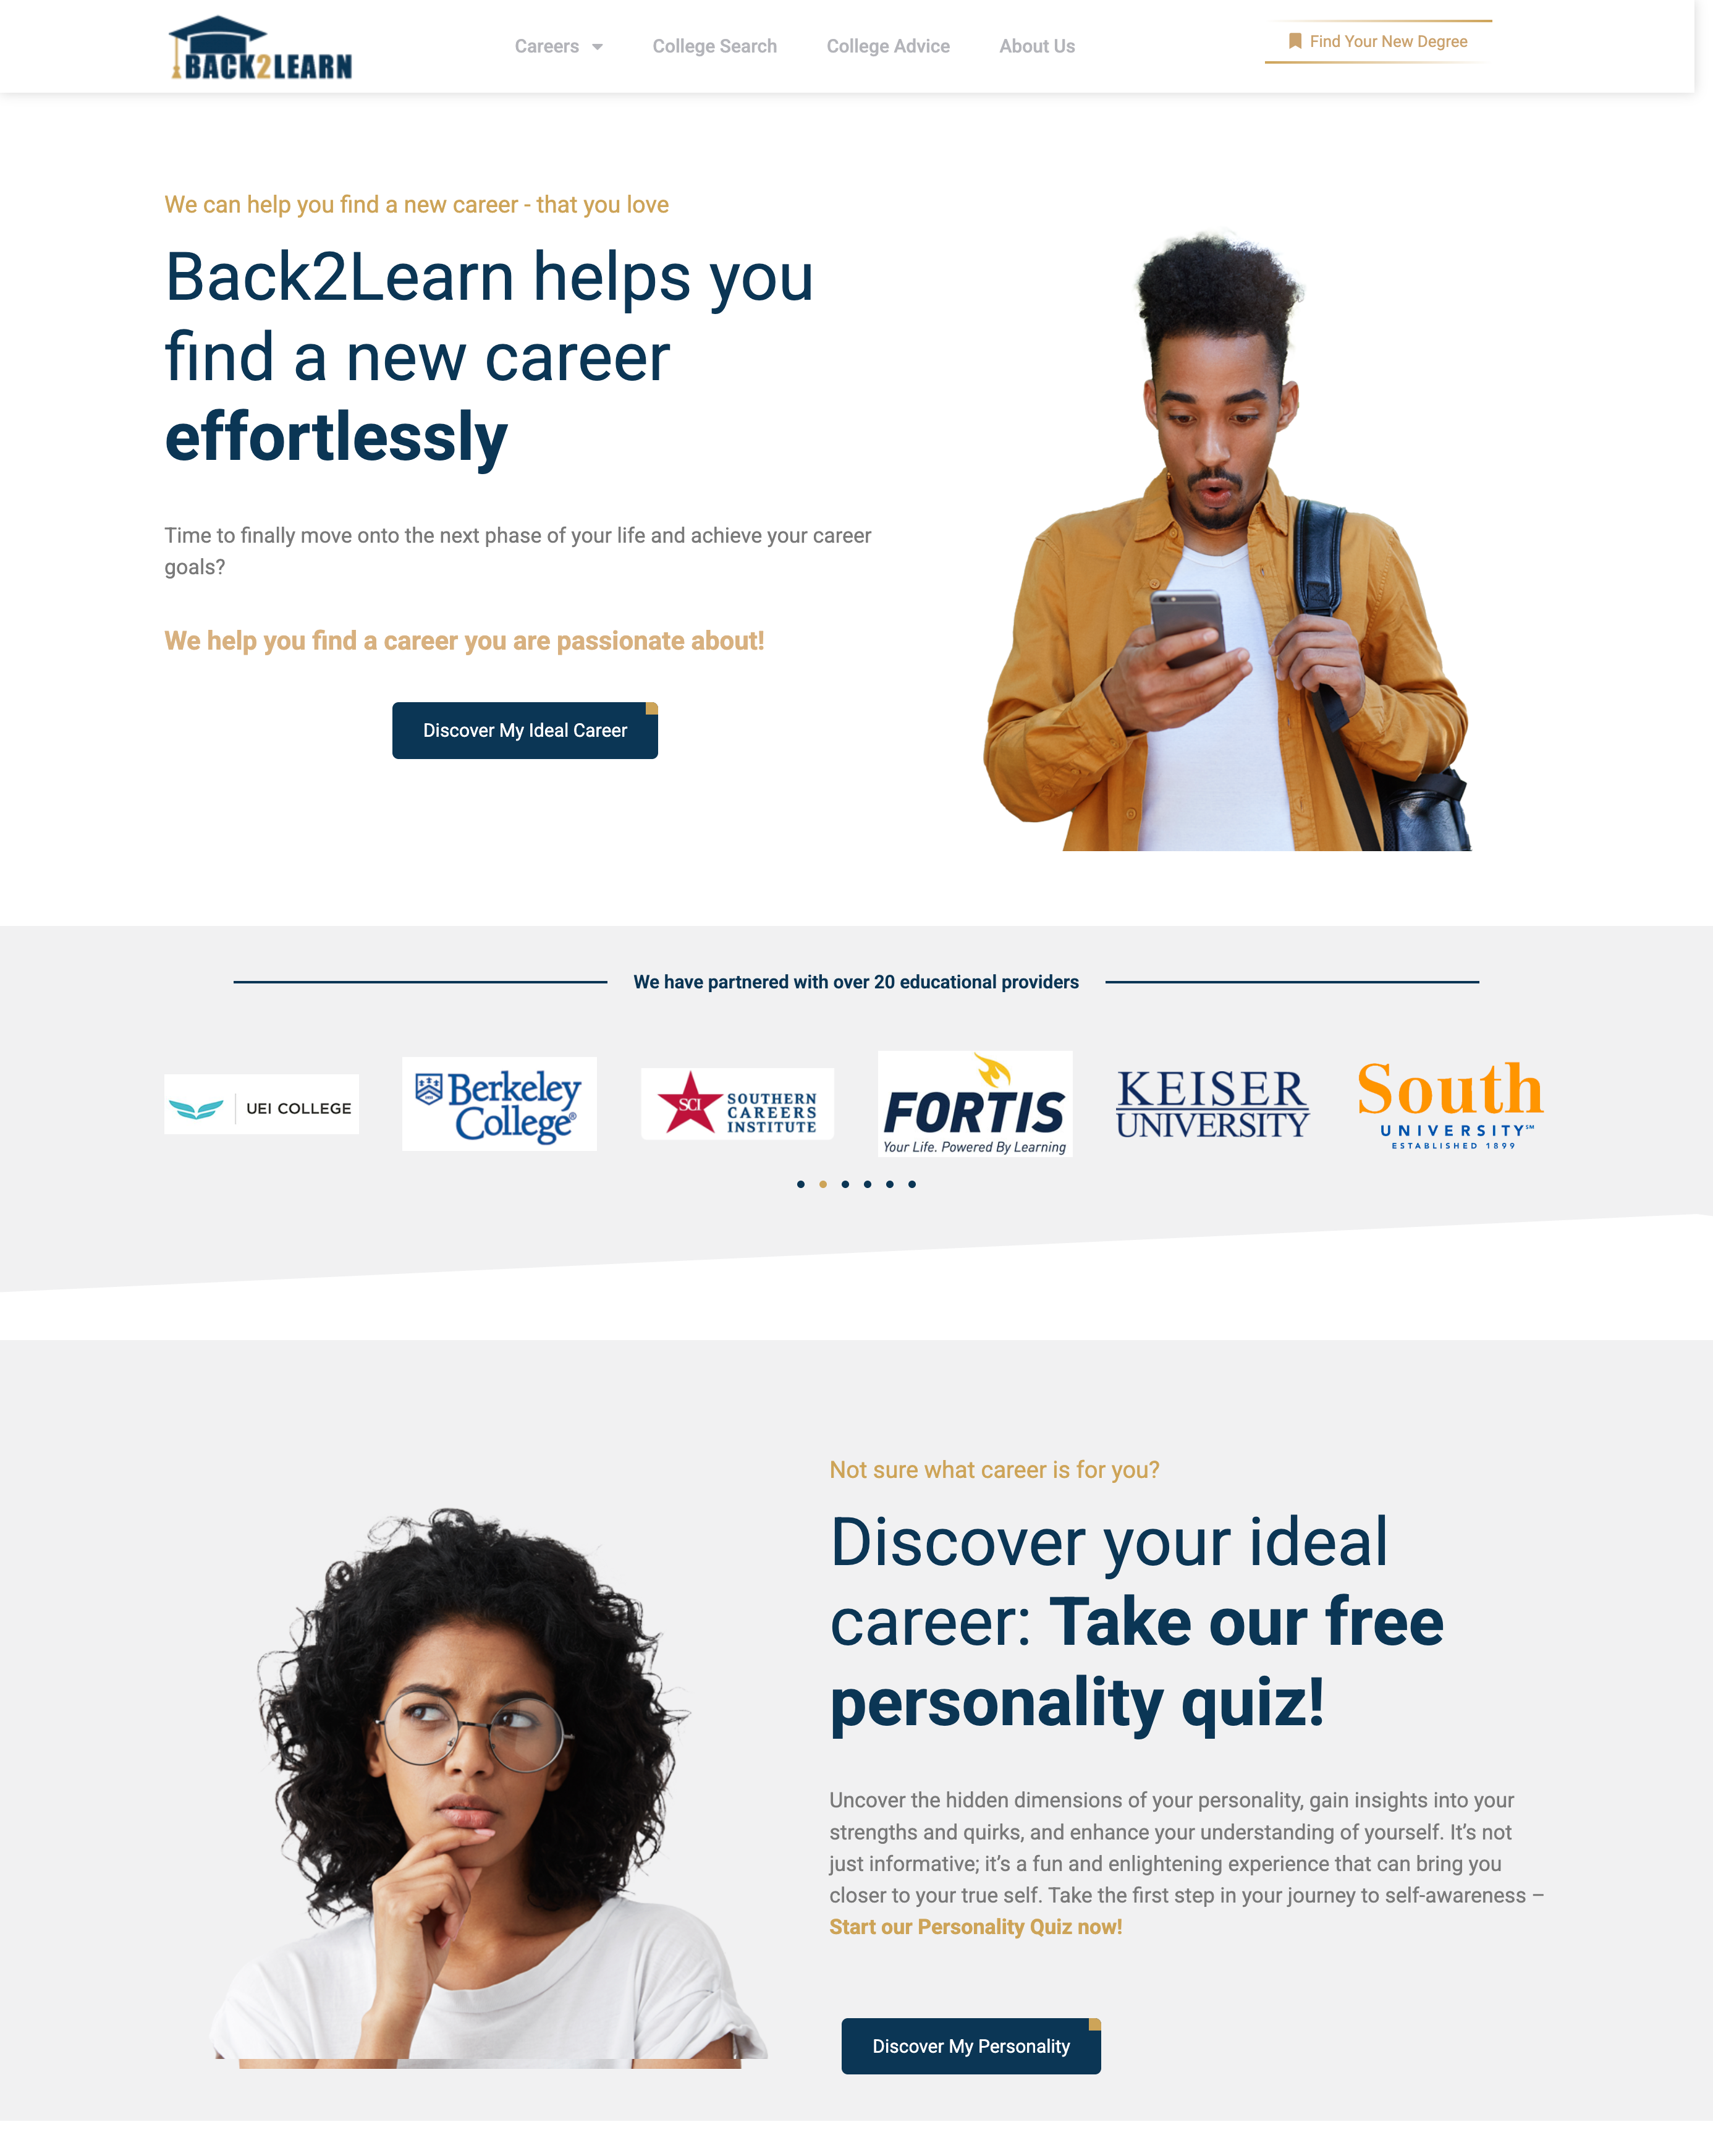 BACK2LEARN
Careers
College Search
College Advice
About Us
Find Your New Degree
We can help you find a new career - that you love
Back2Learn helps you
find a new career
effortlessly
Time to finally move onto the next phase of your life and achieve your career
goals?
We help you find a career you are passionate about!
Discover My Ideal Career
We have partnered with over 20 educational providers
UEI COLLEGE
Berkeley
College®
SCI
SOUTHERN
CAREERS
INSTITUTE
FORTIS
Your Life. Powered By Learning
KEISER
UNIVERSITY
South
UNIVERSITY℠
ESTABLISHED 1899
Not sure what career is for you?
Discover your ideal
career: Take our free
personality quiz!
Uncover the hidden dimensions of your personality, gain insights into your
strengths and quirks, and enhance your understanding of yourself. It’s not
just informative; it’s a fun and enlightening experience that can bring you
closer to your true self. Take the first step in your journey to self-awareness –
Start our Personality Quiz now!
Discover My Personality